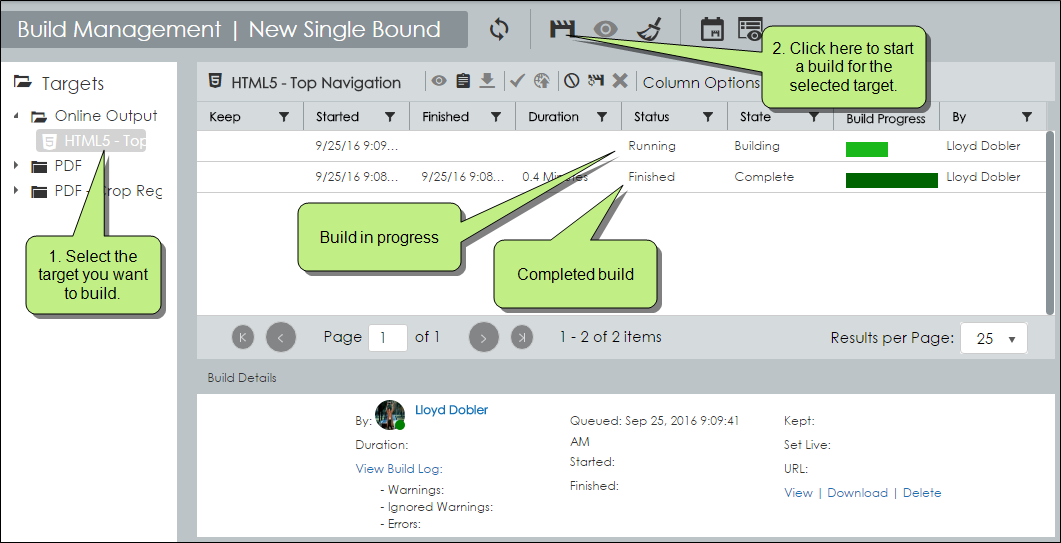 Build Management | New Single Bound
2. Click here to start
a build for the
selected target.
Targets
Online Output
HTML5 - Top
PDF
PDF - Crop Reg
1. Select the
target you want
to build.
HTML5 - Top Navigation
Column Options
Keep Started Finished Duration Status State Build Progress By
9/25/16 9:09... Running Building Lloyd Dobler
9/25/16 9:08... 9/25/16 9:08... 0.4 Minutes Finished Complete Lloyd Dobler
Build in progress
Completed build
Page 1 of 1 1 - 2 of 2 items Results per Page: 25
Build Details
By: Lloyd Dobler
Duration:
View Build Log:
- Warnings:
- Ignored Warnings:
- Errors:
Queued: Sep 25, 2016 9:09:41
AM
Started:
Finished:
Kept:
Set Live:
URL:
View | Download | Delete